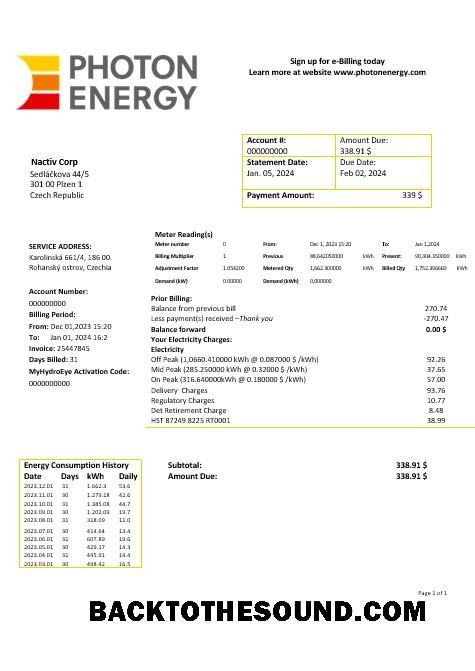 PHOTON
ENERGY
Sign up for e-Billing today
Learn more at website www.photonenergy.com
Account #:
000000000
Amount Due:
338.91 $
Statement Date:
Jan. 05, 2024
Due Date:
Feb 02, 2024
Payment Amount: 339 $
Nactiv Corp
Sedláčkova 44/5
301 00 Plzen 1
Czech Republic
SERVICE ADDRESS:
Karolinská 661/4, 186 00
Rohanský ostrov, Czechia
Account Number:
000000000
Billing Period:
From: Dec 01,2023 15:20
To: Jan 01,2024 16:2
Invoice: 25447845
Days Billed: 31
MyHydroEye Activation Code:
0000000000
Meter Reading(s)
Meter number 0 From: Dec 1, 2023 15:20 To: Jan 1,2024
Billing Multiplier 1 Previous 88,642050000 kWh Present: 90,304.350000 kWh
Adjustment Factor 1.054200 Metered Qty 1,662.300000 kWh Billed Qty 1,752.396660 kWh
Demand (kW) 0.00000 Demand (kWh) 0,000000
Prior Billing:
Balance from previous bill 270.74
Less payment(s) received –Thank you -270.47
Balance forward 0.00 $
Your Electricity Charges:
Electricity
Off Peak (1,0660.410000kWh @ 0.087000 $ /kWh) 92.26
Mid Peak (285.250000 kWh @ 0.32000 $ /kWh) 37.65
On Peak (316.640000kWh @ 0.180000 $ /kWh) 57.00
Delivery Charges 93.76
Regulatory Charges 10.77
Det Retirement Charge 8.48
HST 87249 8225 RT0001 38.99
Energy Consumption History
Date Days kWh Daily
2023.12.01 31 1.662.3 53.6
2023.11.01 30 1.279.18 42.6
2023.10.01 31 1.385.08 44.7
2023.09.01 30 1.202.09 19.7
2023.08.01 31 318.09 11.0
2023.07.01 30 414.64 13.4
2023.06.01 31 607.89 19.6
2023.05.01 30 429.17 14.3
2023.04.01 31 445.91 14.4
2023.03.01 30 498.42 16.5
Subtotal: 338.91 $
Amount Due: 338.91 $
Page 1 of 1
BACKTOTHESOUND.COM